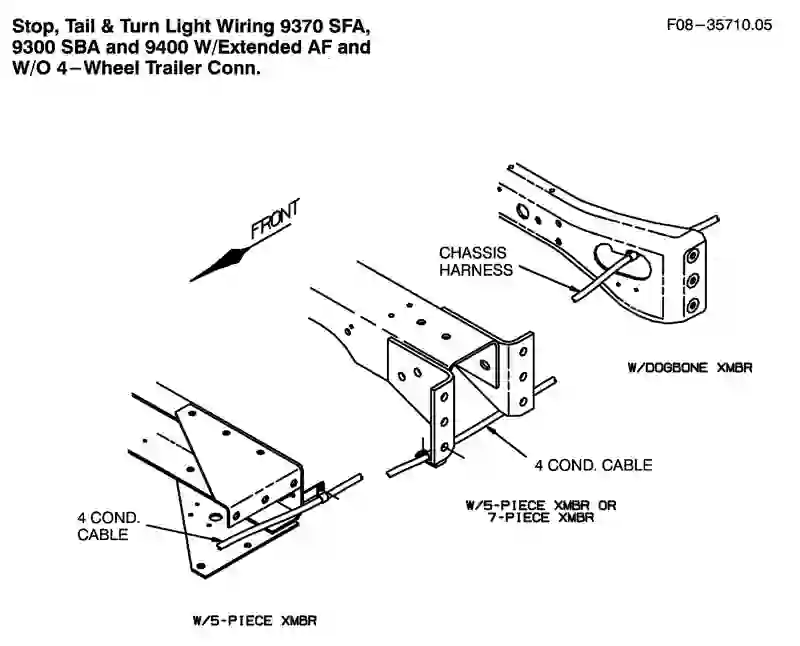 Stop, Tail & Turn Light Wiring 9370 SFA,
9300 SBA and 9400 W/Extended AF and
W/O 4-Wheel Trailer Conn.
F08-35710.05
FRONT
CHASSIS
HARNESS
W/DOGBONE XMBR
4 COND. CABLE
W/5-PIECE XMBR OR
7-PIECE XMBR
4 COND.
CABLE
W/5-PIECE XMBR